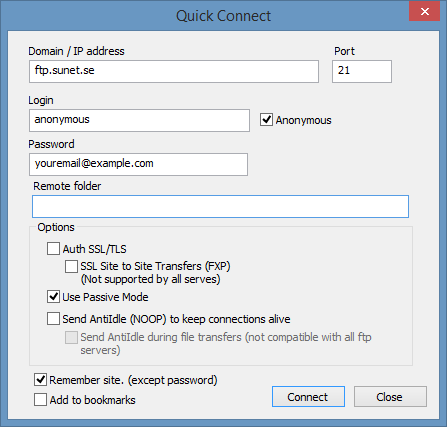 Quick Connect
Domain / IP address
Port
ftp.sunet.se
21
Login
anonymous
Anonymous
Password
youremail@example.com
Remote folder
Options
Auth SSL/TLS
SSL Site to Site Transfers (FXP)
(Not supported by all serves)
Use Passive Mode
Send AntiIdle (NOOP) to keep connections alive
Send AntiIdle during file transfers (not compatible with all ftp
servers)
Remember site. (except password)
Add to bookmarks
Connect
Close